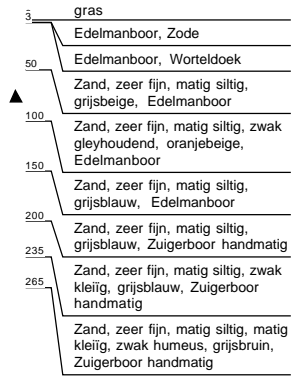 gras
3
Edelmanboor, Zode
Edelmanboor, Worteldoek
50
Zand, zeer fijn, matig siltig,
grijsbeige, Edelmanboor
100
Zand, zeer fijn, matig siltig, zwak
gleyhoudend, oranjebeige,
Edelmanboor
150
Zand, zeer fijn, matig siltig,
grijsblauw, Edelmanboor
200
Zand, zeer fijn, matig siltig,
grijsblauw, Zuigerboor handmatig
235
Zand, zeer fijn, matig siltig, zwak
kleiïg, grijsblauw, Zuigerboor
handmatig
265
Zand, zeer fijn, matig siltig, matig
kleiïg, zwak humeus, grijsbruin,
Zuigerboor handmatig